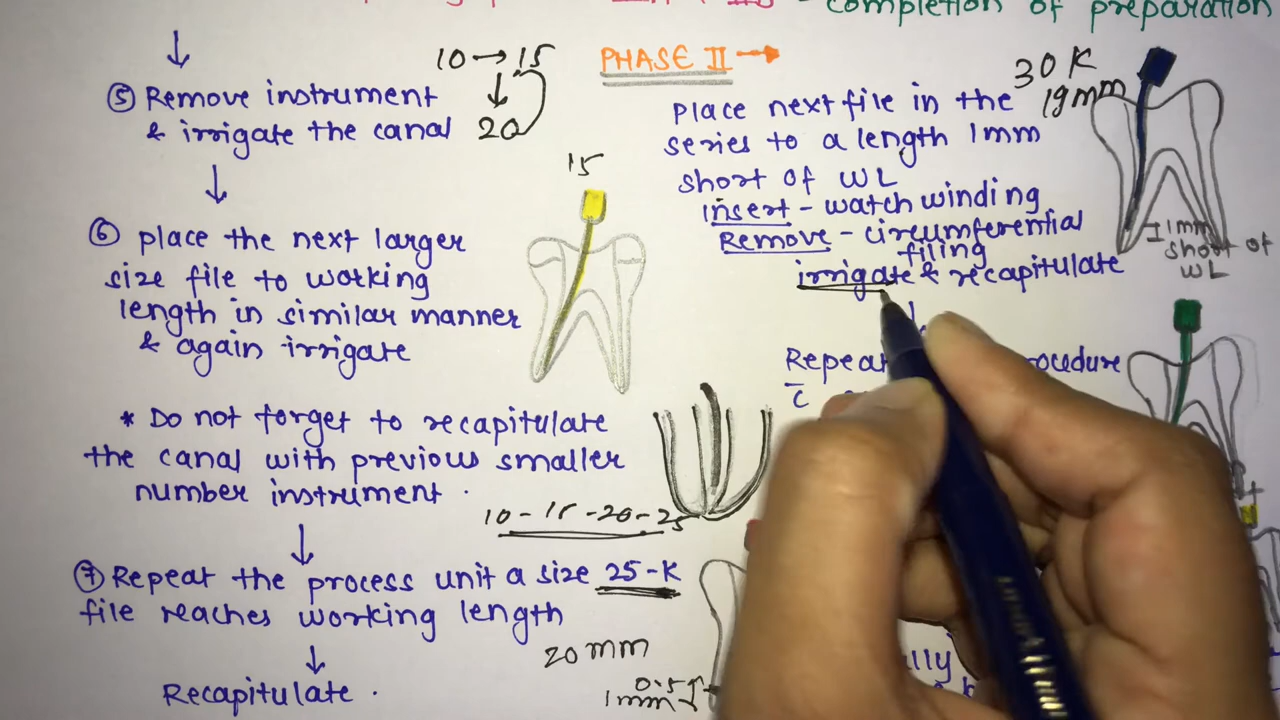 completion of preparation
⑤ Remove instrument
& irrigate the canal
10 → 15
20
⑥ place the next larger
size file to working
length in similar manner
& again irrigate
15
* Do not forget to recapitulate
the canal with previous smaller
number instrument .
10 - 15 - 20 - 25
⑦ Repeat the process unit a size 25-K
file reaches working length
Recapitulate .
20 mm
0.5
1mm
PHASE II →
Place next file in the
series to a length 1mm
short of WL
insert - watch winding
Remove - circumferential
filing
irrigate & recapitulate
30 K
19mm
1mm
short of
WL